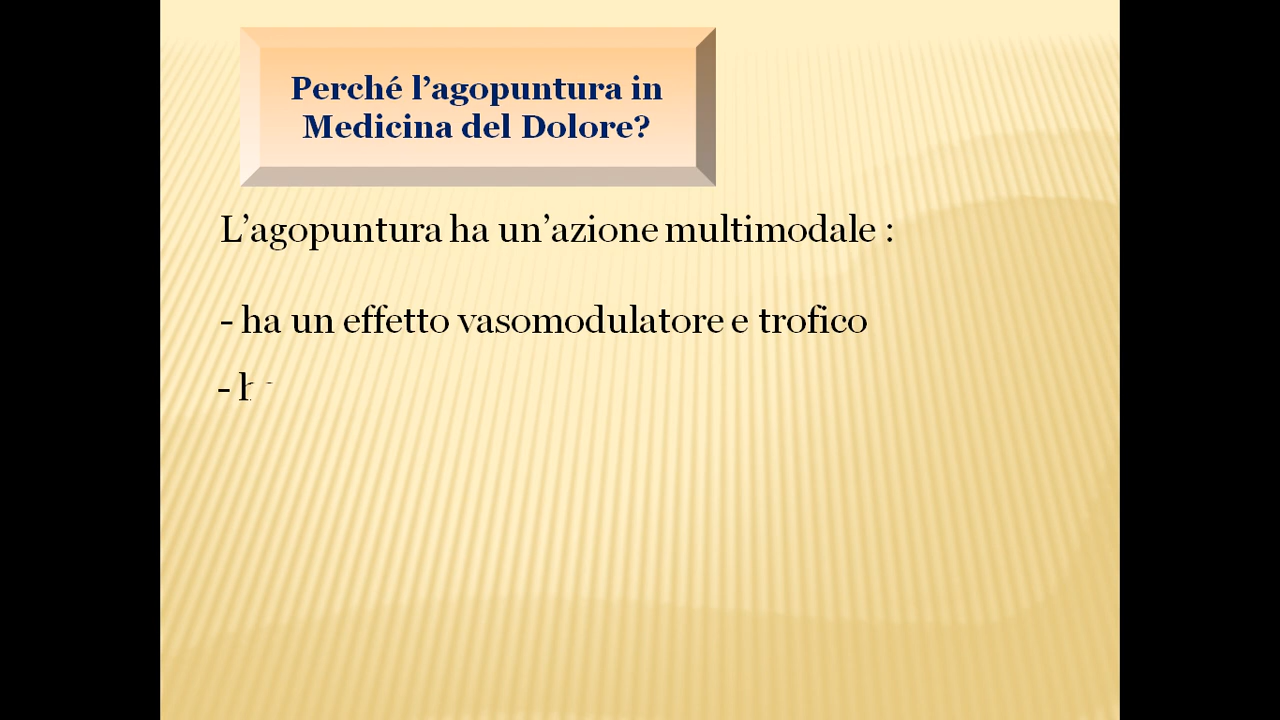 Perché l’agopuntura in
Medicina del Dolore?
L’agopuntura ha un’azione multimodale :
- ha un effetto vasomodulatore e trofico
-